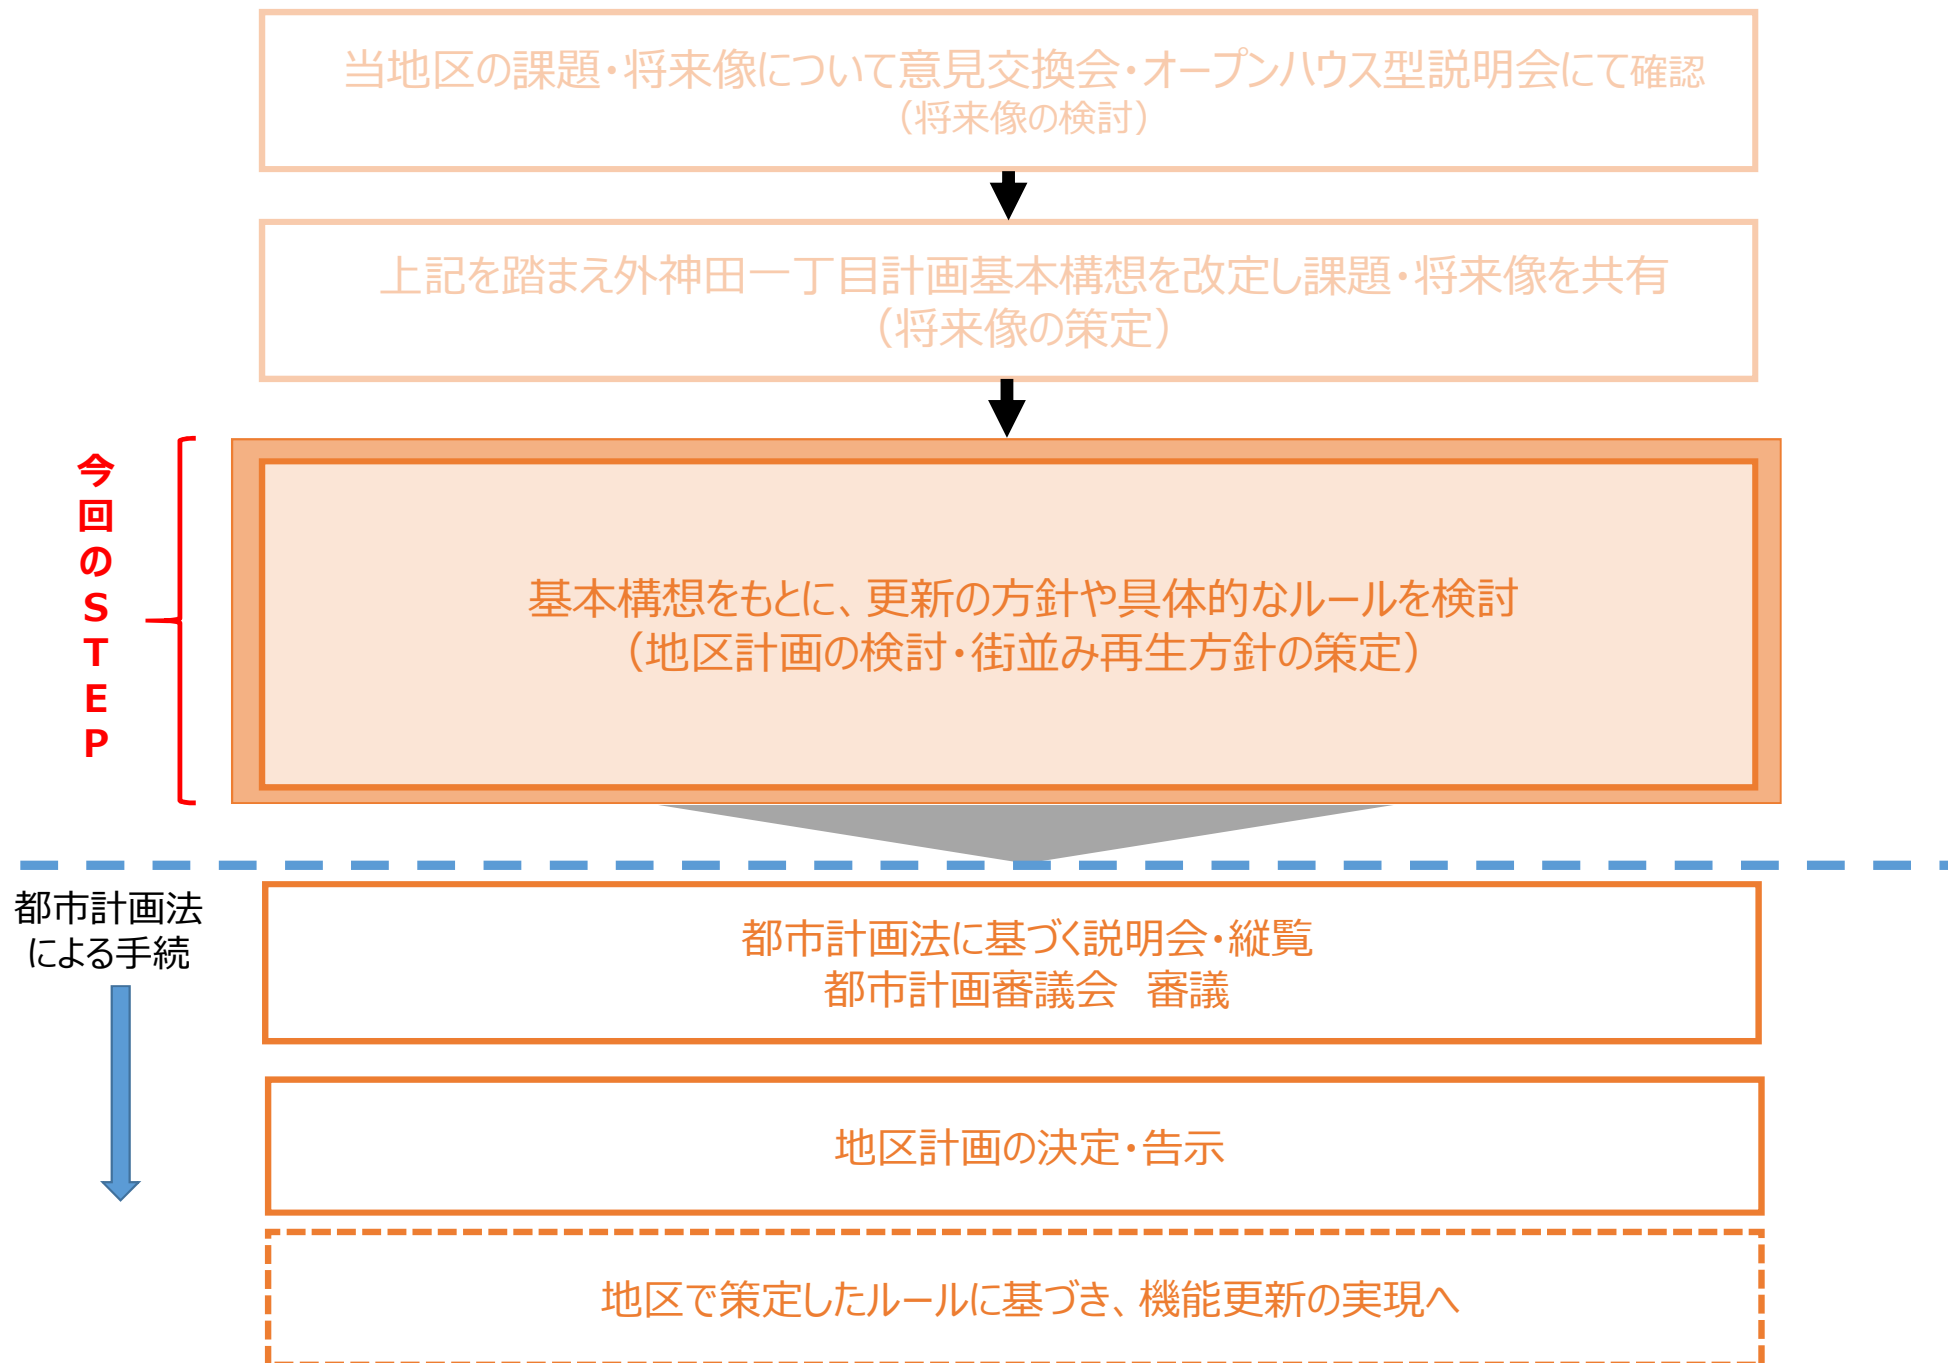 当地区の課題・将来像について意見交換会・オープンハウス型説明会にて確認
（将来像の検討）
上記を踏まえ外神田一丁目計画基本構想を改定し課題・将来像を共有
（将来像の策定）
今回のSTEP
基本構想をもとに、更新の方針や具体的なルールを検討
（地区計画の検討・街並み再生方針の策定）
都市計画法
による手続
都市計画法に基づく説明会・縦覧
都市計画審議会　審議
地区計画の決定・告示
地区で策定したルールに基づき、機能更新の実現へ